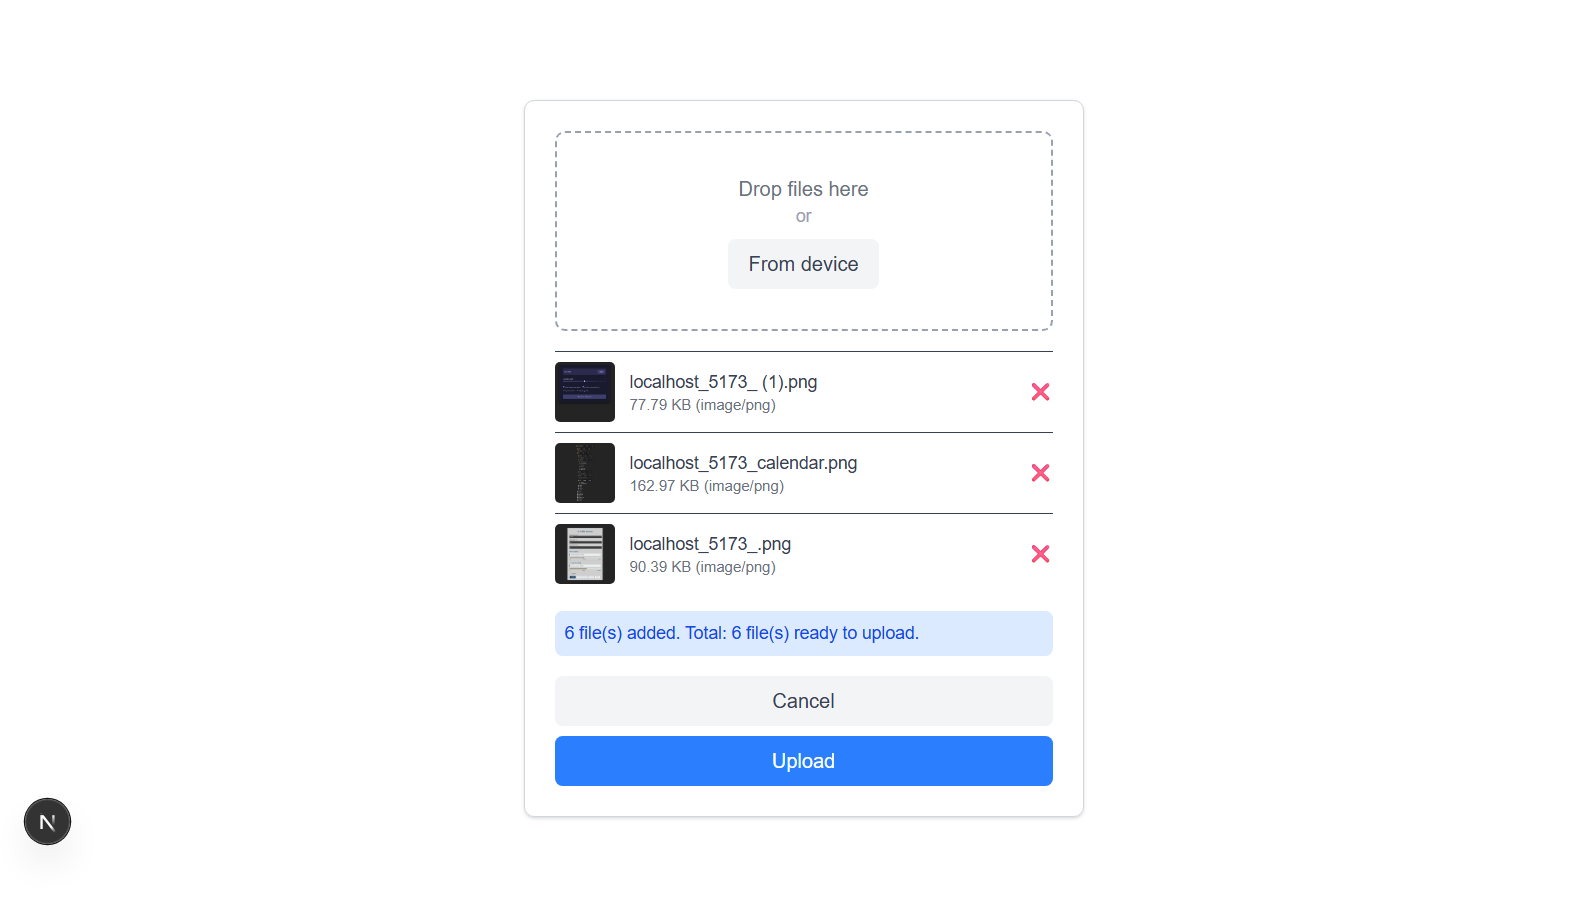 Drop files here
or
From device
localhost_5173_ (1).png
77.79 KB (image/png)
localhost_5173_calendar.png
162.97 KB (image/png)
localhost_5173_.png
90.39 KB (image/png)
6 file(s) added. Total: 6 file(s) ready to upload.
Cancel
Upload
N